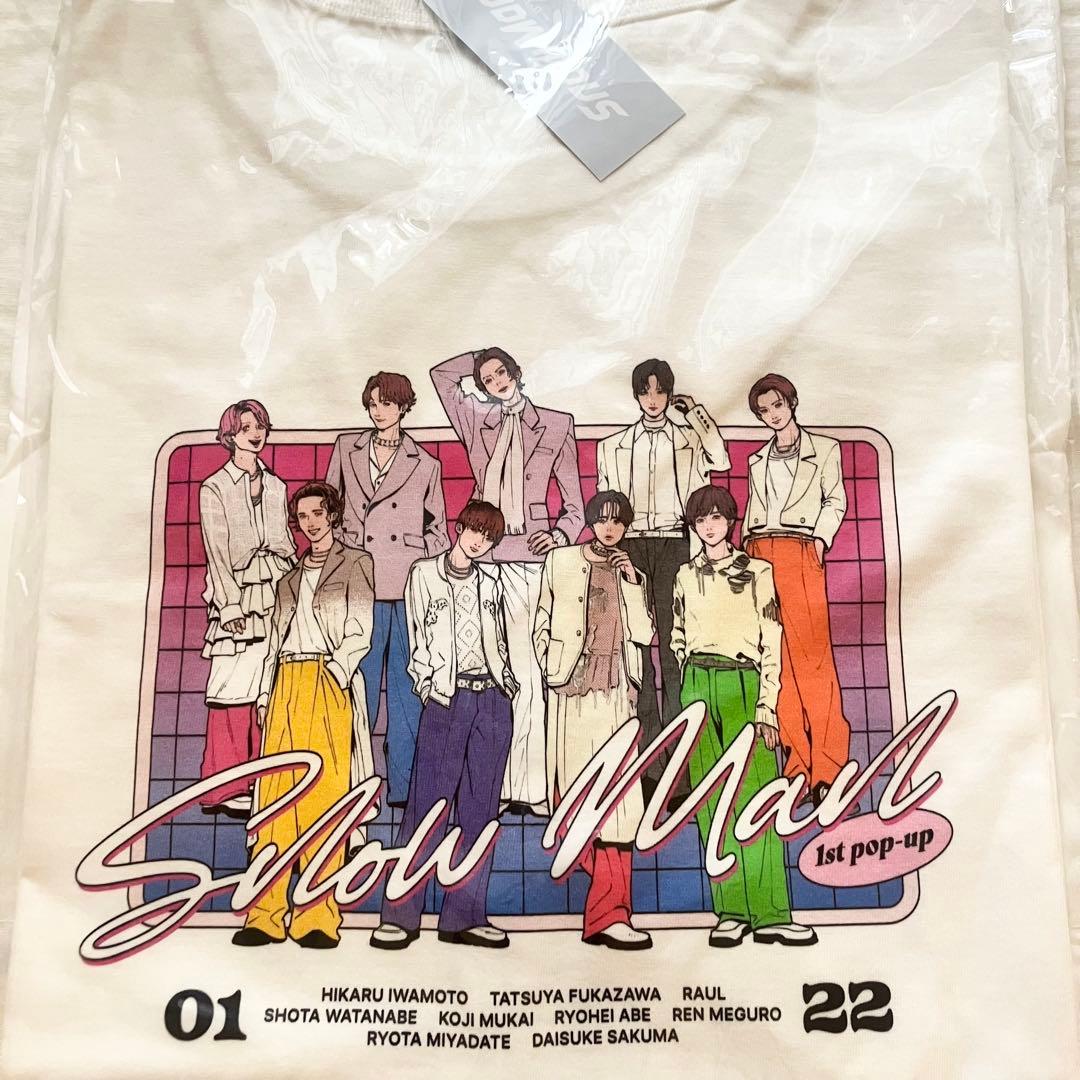 Snow Man
1st pop-up
01
HIKARU IWAMOTO TATSUYA FUKAZAWA RAUL
SHOTA WATANABE KOJI MUKAI RYOHEI ABE REN MEGURO
RYOTA MIYADATE DAISUKE SAKUMA
22